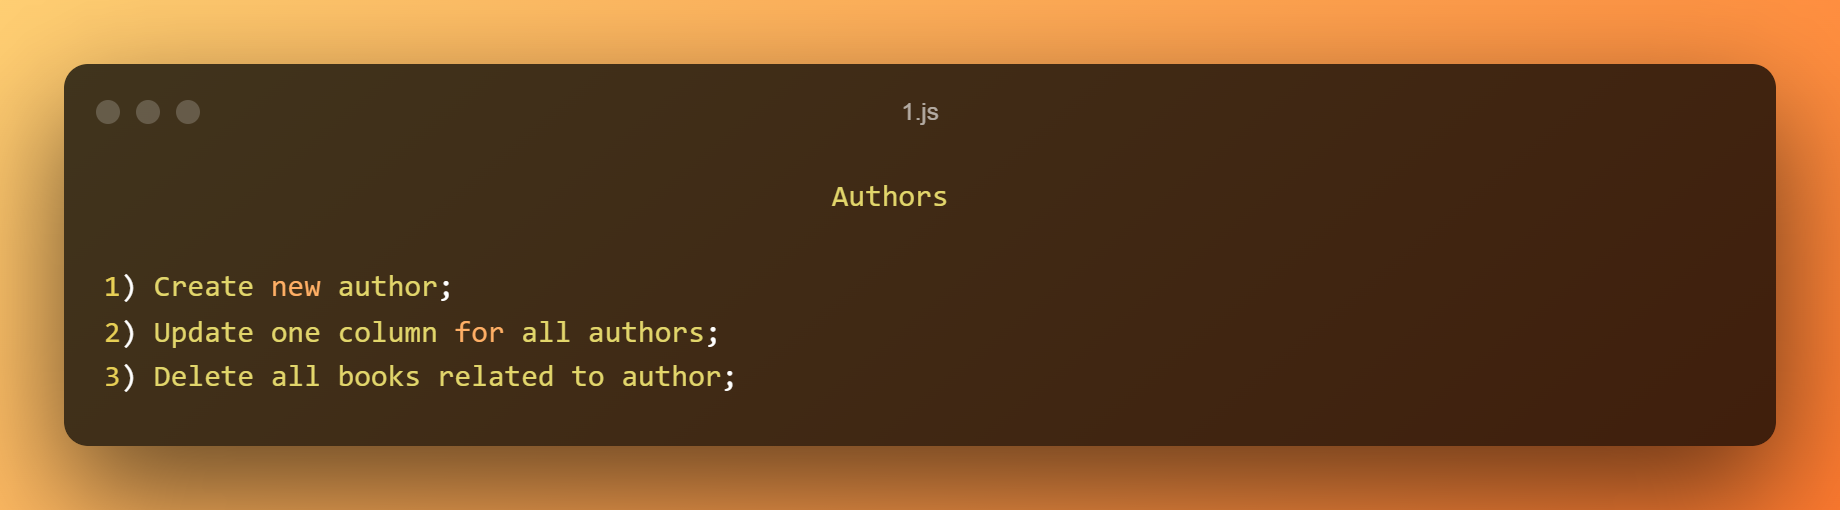 1.js
Authors
1) Create new author;
2) Update one column for all authors;
3) Delete all books related to author;